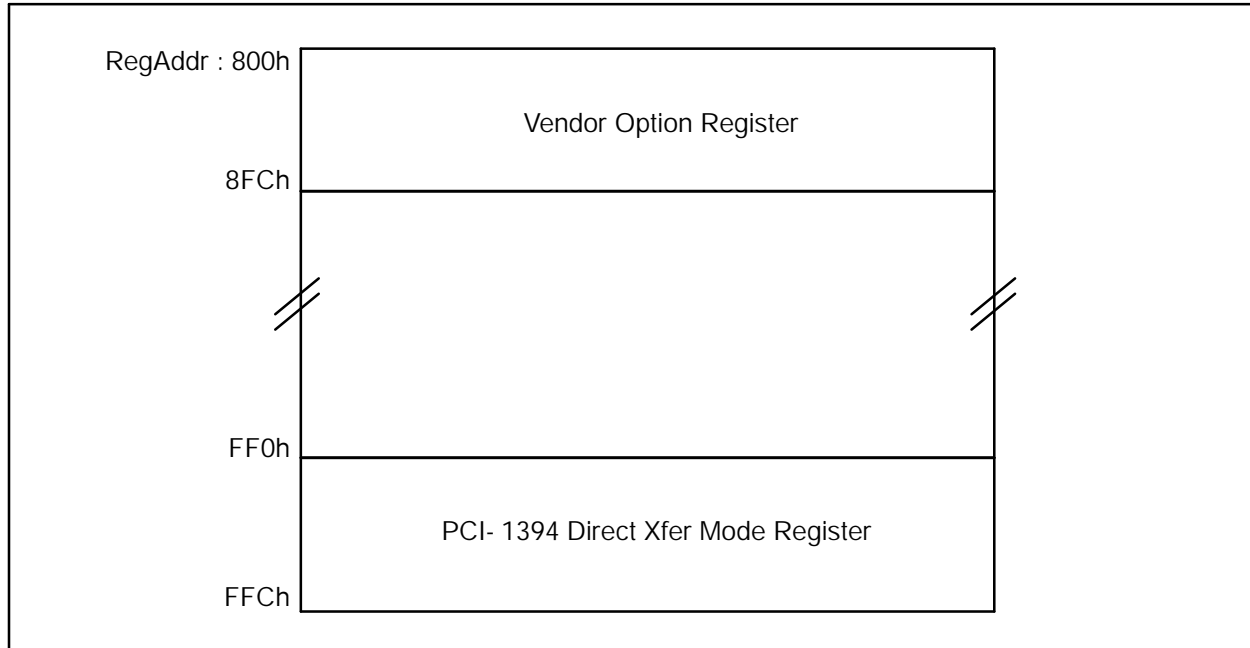 RegAddr : 800h
Vendor Option Register
8FCh
FF0h
PCI- 1394 Direct Xfer Mode Register
FFCh